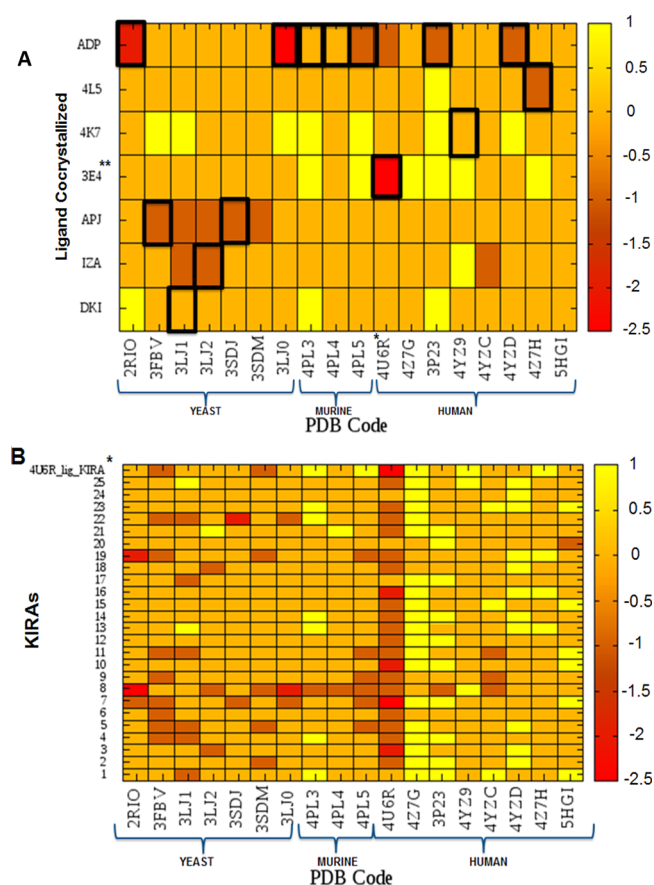 A
Ligand Cocrystallized
ADP
4L5
4K7
**
3E4
APJ
IZA
DKI
1
0.5
0
-0.5
-1
-1.5
-2
-2.5
*
2RIO 3FBV 3LJ1 3LJ2 3SDJ 3SDM 3LJ0 4PL3 4PL4 4PL5 4U6R 4Z7G 3P23 4YZ9 4YZC 4YZD 4Z7H 5HGI
YEAST MURINE HUMAN
PDB Code
B
*
KIRAs
4U6R_lig_KIRA
25
24
23
22
21
20
19
18
17
16
15
14
13
12
11
10
9
8
7
6
5
4
3
2
1
1
0.5
0
-0.5
-1
-1.5
-2
-2.5
2RIO 3FBV 3LJ1 3LJ2 3SDJ 3SDM 3LJ0 4PL3 4PL4 4PL5 4U6R 4Z7G 3P23 4YZ9 4YZC 4YZD 4Z7H 5HGI
YEAST MURINE HUMAN
PDB Code